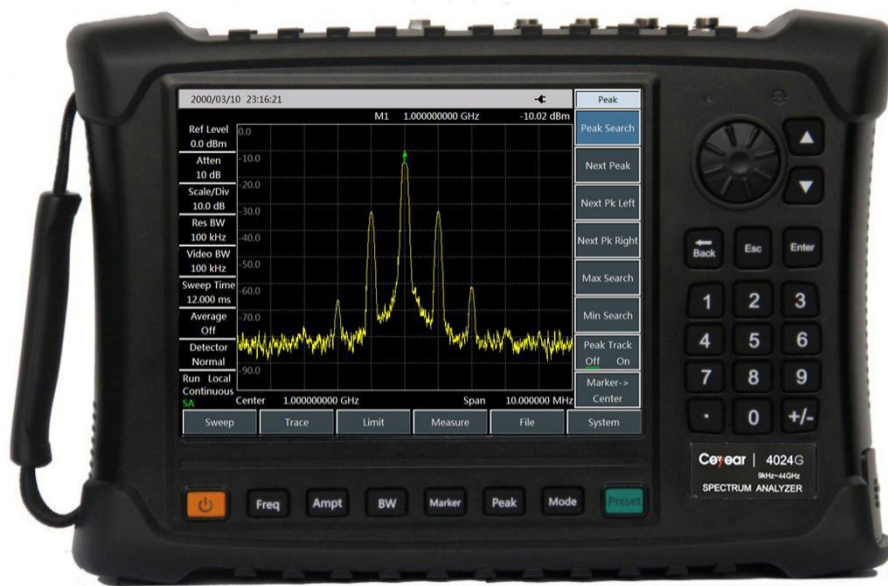 2000/03/10 23:16:21
Peak
M1 1.000000000 GHz -10.02 dBm
Ref Level
0.0 dBm
Atten
10 dB
Scale/Div
10.0 dB
Res BW
100 kHz
Video BW
100 kHz
Sweep Time
12.000 ms
Average
Off
Detector
Normal
Run Local
Continuous
SA
0.0
-10.0
-20.0
-30.0
-40.0
-60.0
-70.0
-90.0
Center 1.000000000 GHz Span 10.000000 MHz
Peak Search
Next Peak
Next Pk Left
Next Pk Right
Max Search
Min Search
Peak Track
Off On
Marker->
Center
Sweep Trace Limit Measure File System
Back Esc Enter
1 2 3
4 5 6
7 8 9
. 0 +/-
Ceyear | 4024G
9kHz~44GHz
SPECTRUM ANALYZER
Freq Ampt BW Marker Peak Mode Preset